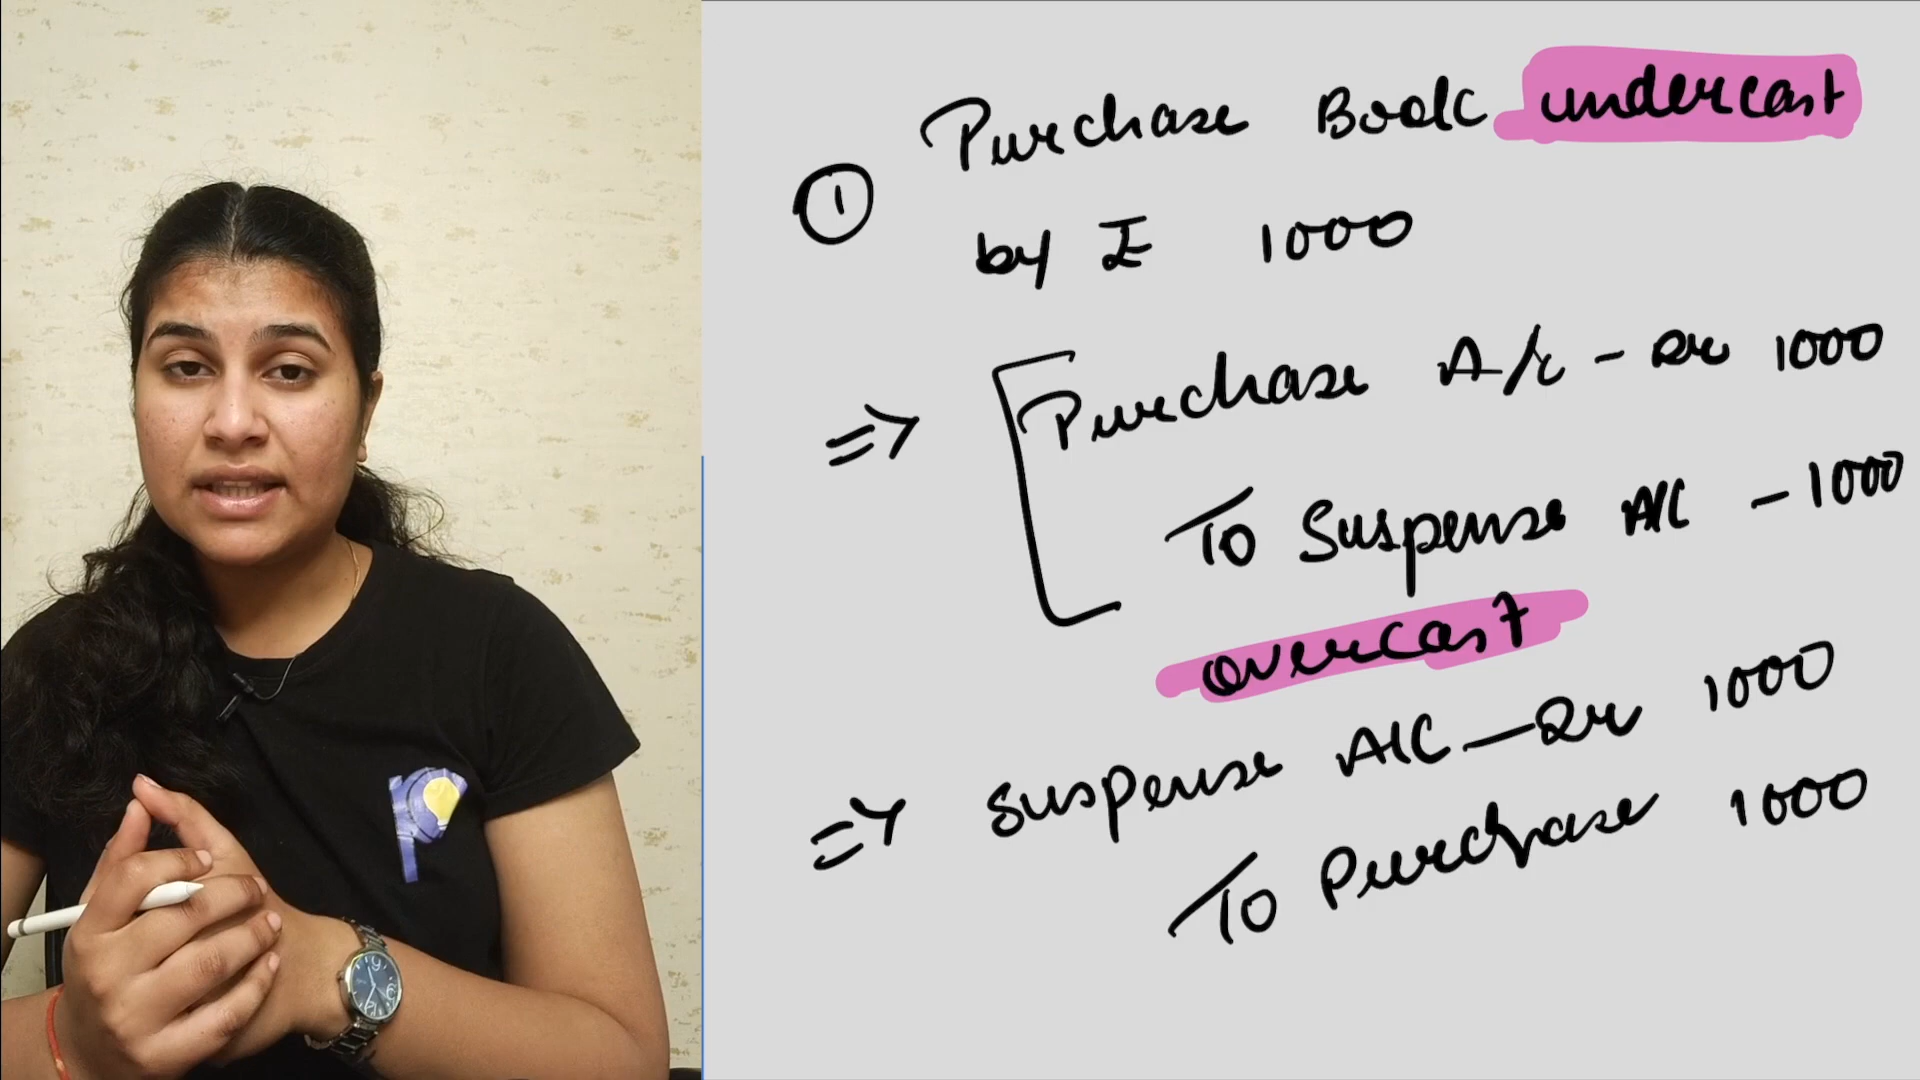 ① Purchase Book undercast
by ₹ 1000
=> Purchase A/c - Dr 1000
To Suspense A/C - 1000
overcast
=> Suspense A/C - Dr 1000
To Purchase 1000